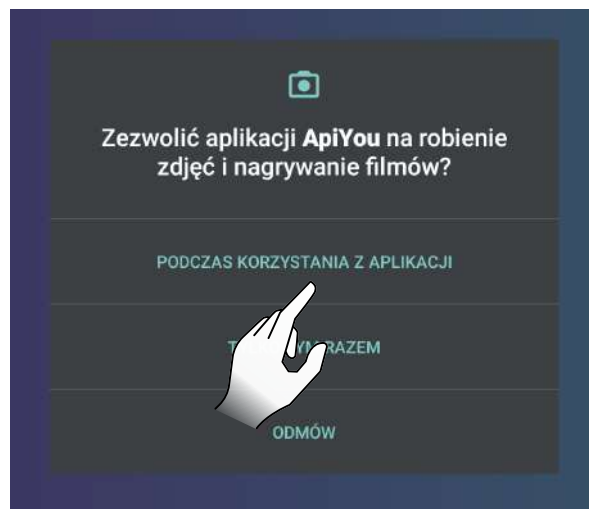 Zezwolić aplikacji ApiYou na robienie
zdjęć i nagrywanie filmów?
PODCZAS KORZYSTANIA Z APLIKACJI
RAZEM
ODMÓW